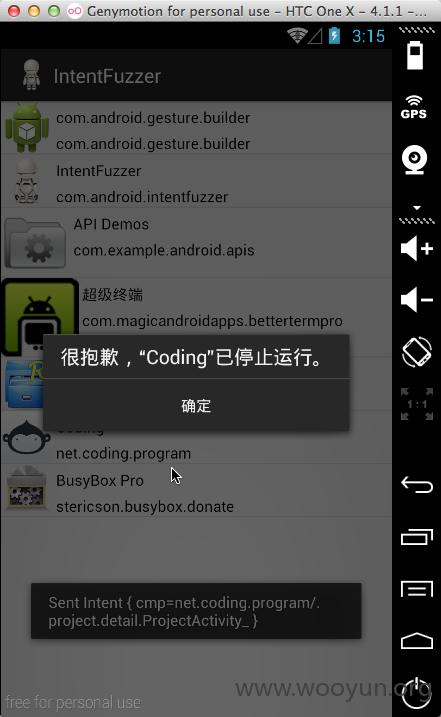 Genymotion for personal use – HTC One X – 4.1.1 –...
3:15
IntentFuzzer
com.android.gesture.builder
com.android.gesture.builder
IntentFuzzer
com.android.intentfuzzer
API Demos
com.example.android.apis
超级终端
com.magicandroidapps.bettertermpro
很抱歉，“Coding”已停止运行。
确定
Coding
net.coding.program
BusyBox Pro
stericson.busybox.donate
Sent Intent { cmp=net.coding.program/.
project.detail.ProjectActivity_ }
free for personal use
www.wooyun.org
GPS
1:1